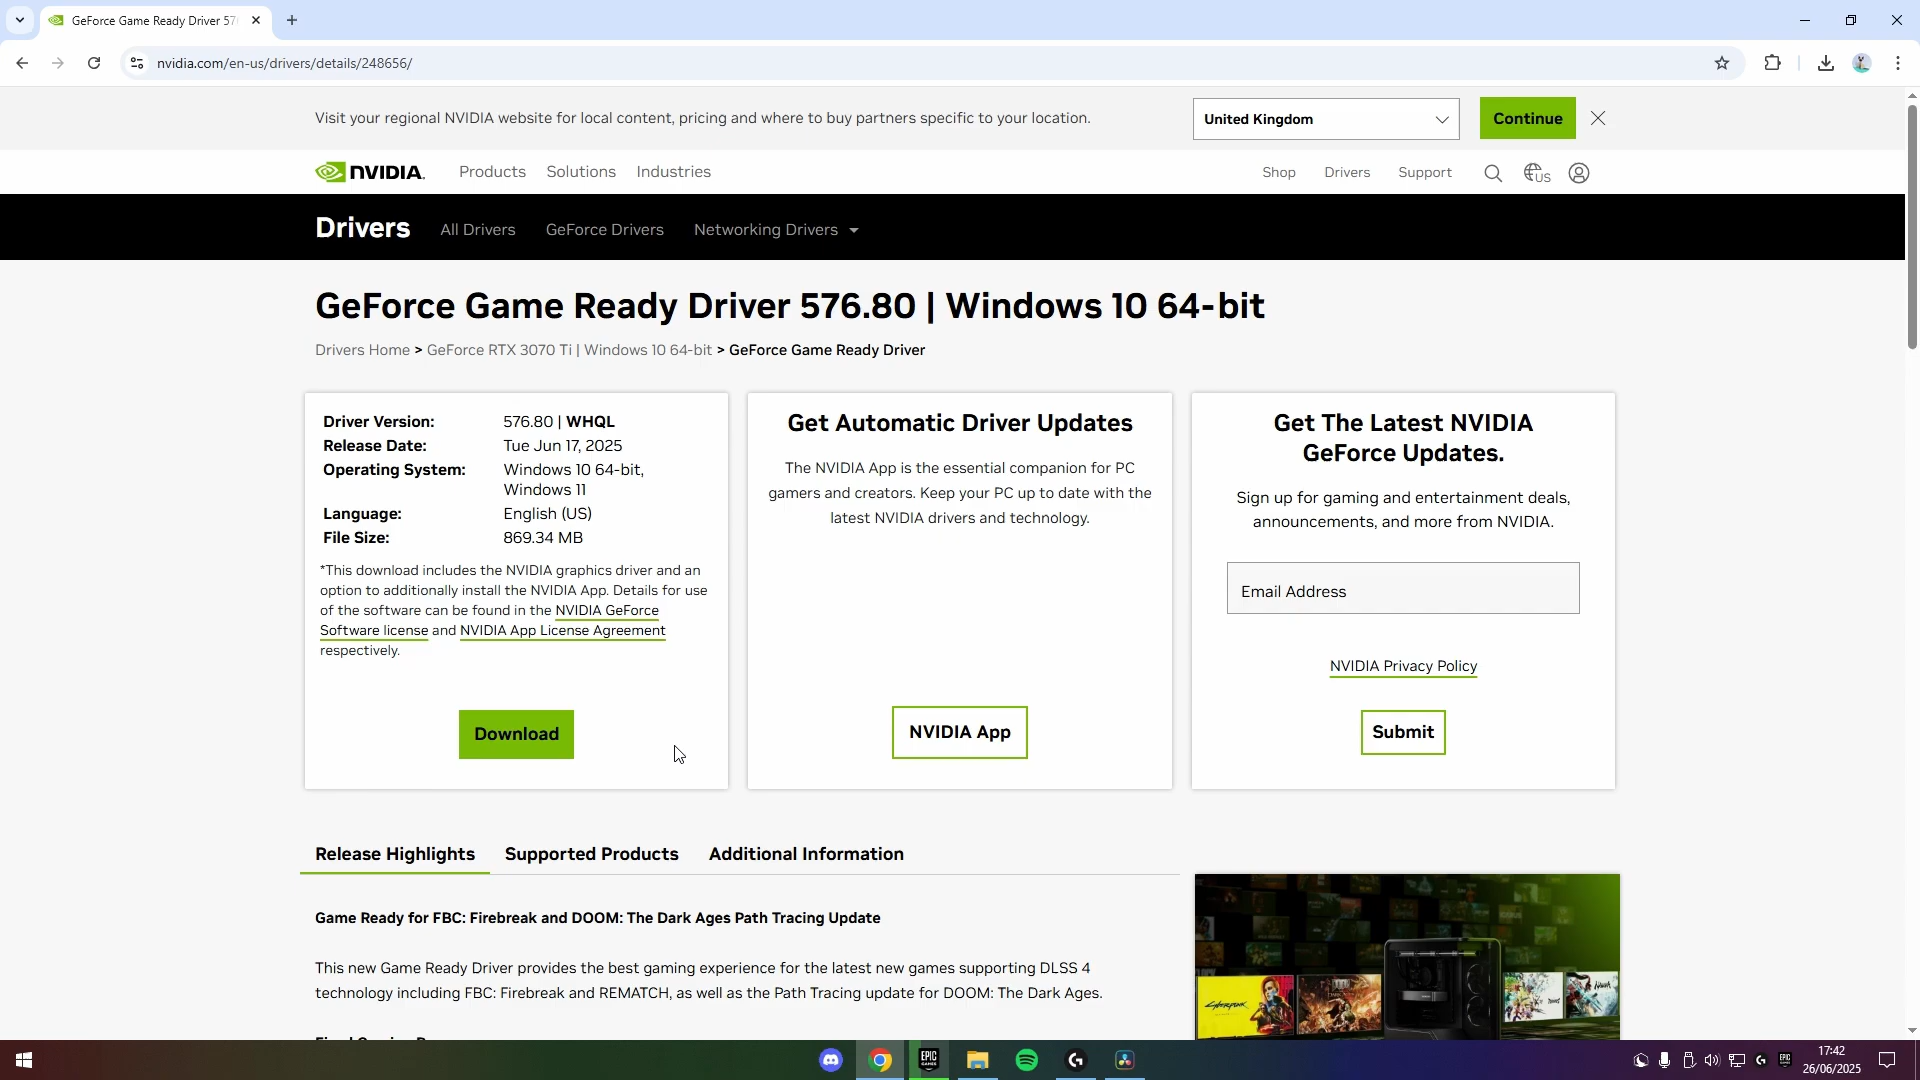 GeForce Game Ready Driver 57
nvidia.com/en-us/drivers/details/248656/
Visit your regional NVIDIA website for local content, pricing and where to buy partners specific to your location.
United Kingdom
Continue
NVIDIA.
Products
Solutions
Industries
Shop
Drivers
Support
US
Drivers
All Drivers
GeForce Drivers
Networking Drivers
GeForce Game Ready Driver 576.80 | Windows 10 64-bit
Drivers Home > GeForce RTX 3070 Ti | Windows 10 64-bit > GeForce Game Ready Driver
Driver Version: 576.80 | WHQL
Release Date: Tue Jun 17, 2025
Operating System: Windows 10 64-bit,
Windows 11
Language: English (US)
File Size: 869.34 MB
*This download includes the NVIDIA graphics driver and an
option to additionally install the NVIDIA App. Details for use
of the software can be found in the NVIDIA GeForce
Software license and NVIDIA App License Agreement
respectively.
Download
Get Automatic Driver Updates
The NVIDIA App is the essential companion for PC
gamers and creators. Keep your PC up to date with the
latest NVIDIA drivers and technology.
NVIDIA App
Get The Latest NVIDIA
GeForce Updates.
Sign up for gaming and entertainment deals,
announcements, and more from NVIDIA.
Email Address
NVIDIA Privacy Policy
Submit
Release Highlights
Supported Products
Additional Information
Game Ready for FBC: Firebreak and DOOM: The Dark Ages Path Tracing Update
This new Game Ready Driver provides the best gaming experience for the latest new games supporting DLSS 4
technology including FBC: Firebreak and REMATCH, as well as the Path Tracing update for DOOM: The Dark Ages.
EPIC
GAMES
17:42
26/06/2025